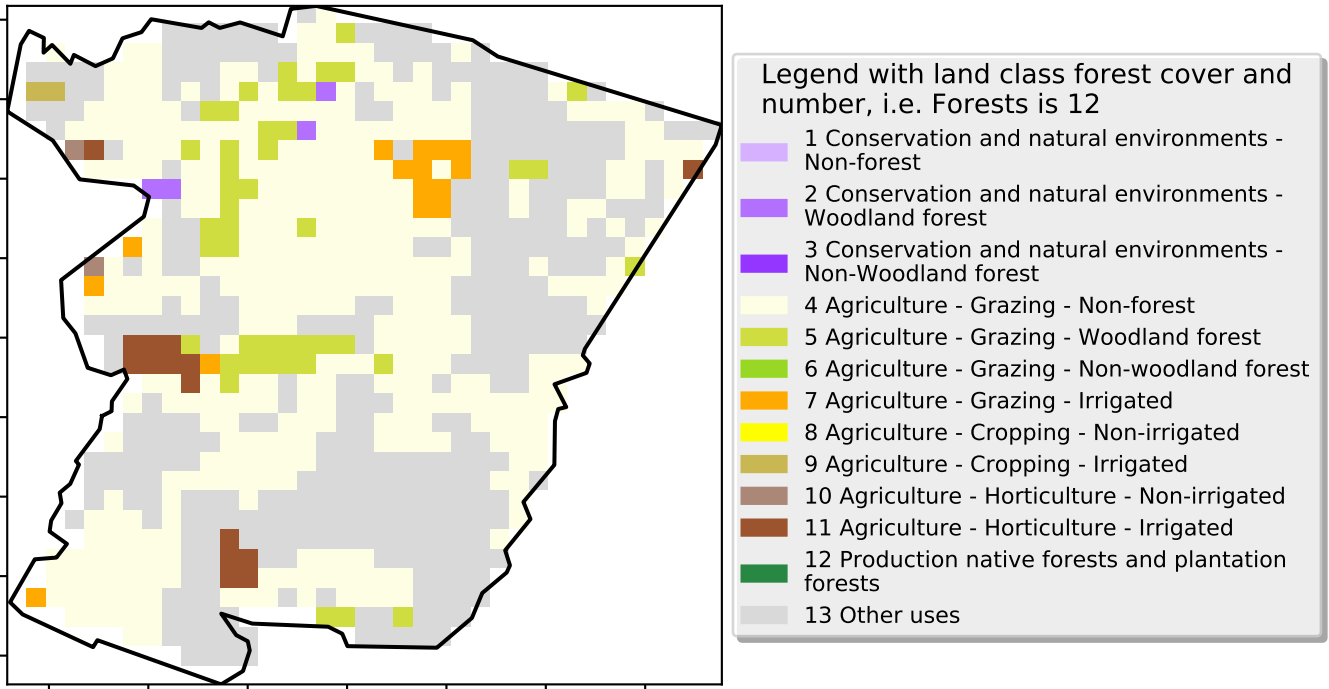 Legend with land class forest cover and
number, i.e. Forests is 12
1 Conservation and natural environments -
Non-forest
2 Conservation and natural environments -
Woodland forest
3 Conservation and natural environments -
Non-Woodland forest
4 Agriculture - Grazing - Non-forest
5 Agriculture - Grazing - Woodland forest
6 Agriculture - Grazing - Non-woodland forest
7 Agriculture - Grazing - Irrigated
8 Agriculture - Cropping - Non-irrigated
9 Agriculture - Cropping - Irrigated
10 Agriculture - Horticulture - Non-irrigated
11 Agriculture - Horticulture - Irrigated
12 Production native forests and plantation
forests
13 Other uses